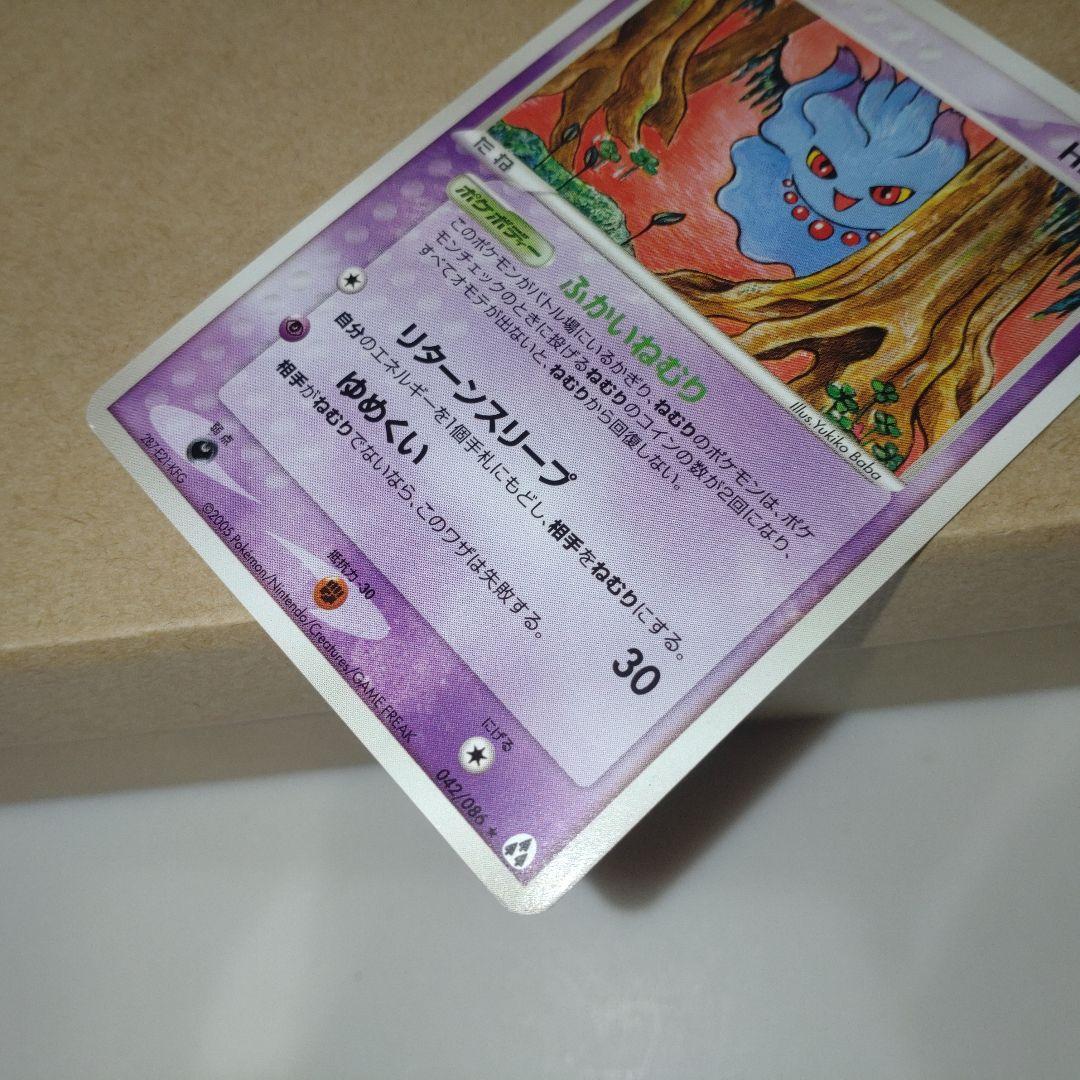 たね
Illus.Yukiko Baba
ポケボディー
ふかいねむり
このポケモンがバトル場にいるかぎり、ねむりのポケモンは、ポケ
モンチェックのときに投げるねむりのコインの数が2回になり、
すべてオモテが出ないと、ねむりから回復しない。
リターンスリープ
自分のエネルギーを1個手札にもどし、相手をねむりにする。
ゆめくい
30
相手がねむりでないなら、このワザは失敗する。
弱点
抵抗力 -30
にげる
©2005 Pokémon/Nintendo/Creatures/GAME FREAK
042/086 ★